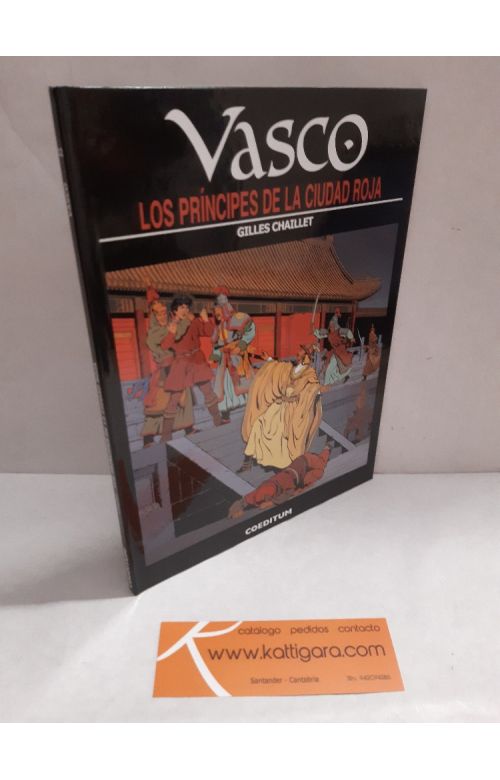 VASCO
LOS PRÍNCIPES DE LA CIUDAD ROJA
GILLES CHAILLET
COEDITUM
catálogo pedidos contacto
www.kattigara.com
Santander - Cantabria